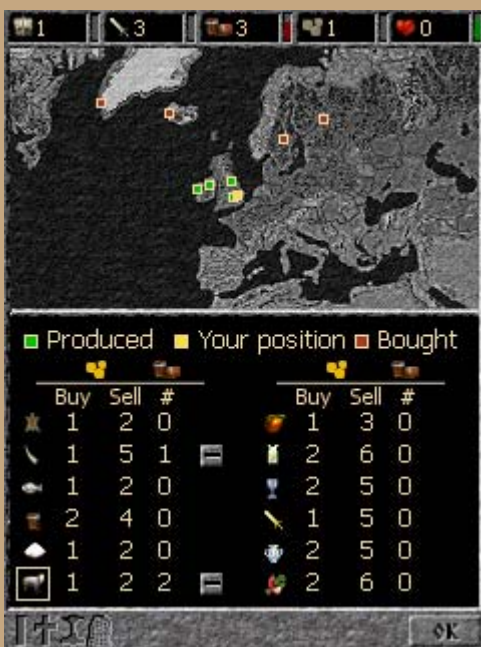 1 3 3 1 0
Produced Your position Bought
Buy Sell # Buy Sell #
1 2 0 1 3 0
1 5 1 2 6 0
1 2 0 2 5 0
2 4 0 1 5 0
1 2 0 2 5 0
1 2 2 2 6 0
OK